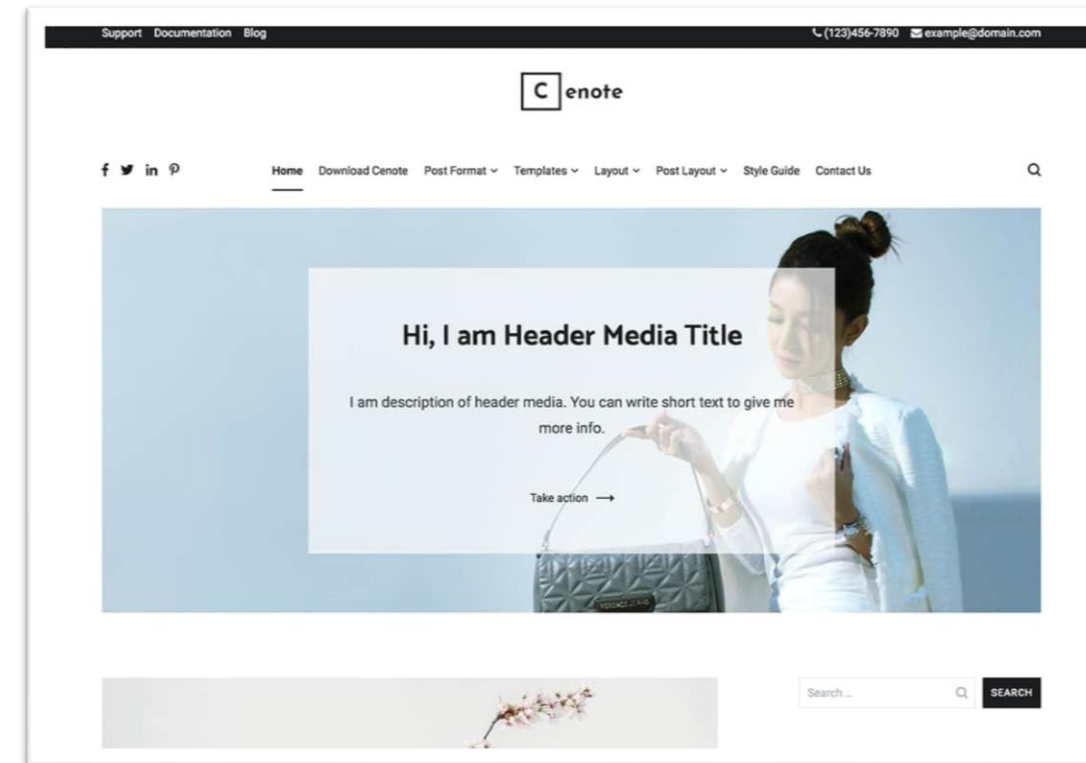 Support Documentation Blog (123)456-7890 example@domain.com
C enote
Home Download Cenote Post Format Templates Layout Post Layout Style Guide Contact Us
Hi, I am Header Media Title
I am description of header media. You can write short text to give me
more info.
Take action →
Search ... SEARCH